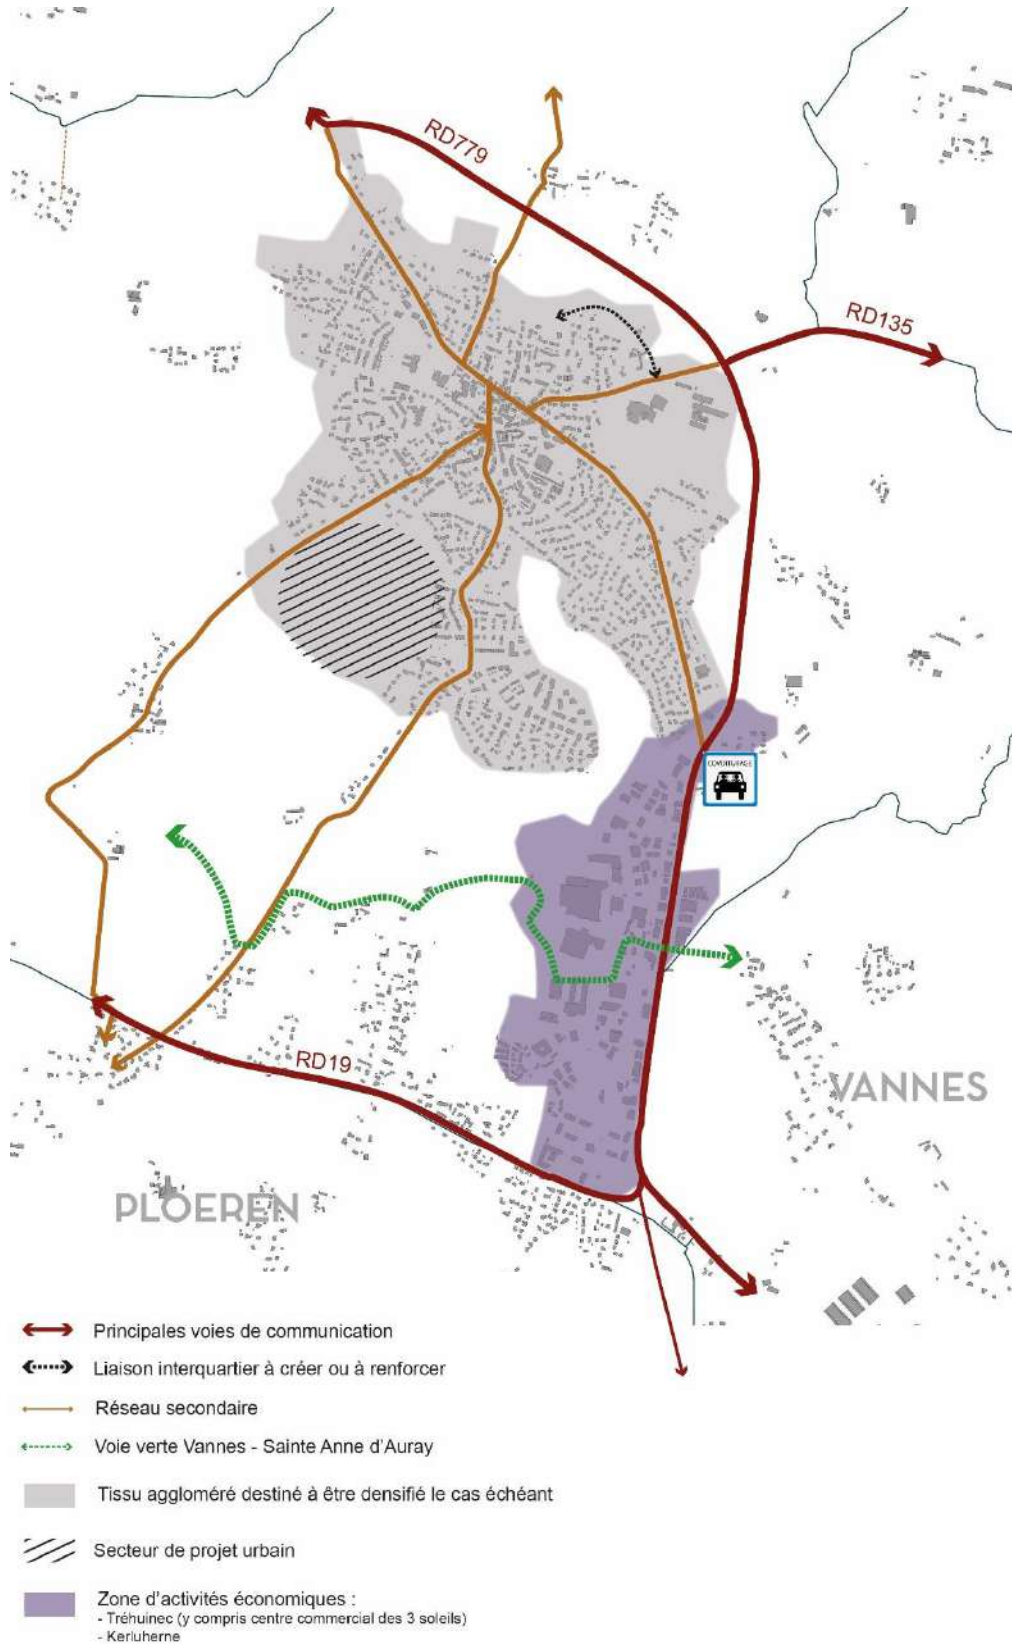 RD779
RD135
COVOITURAGE
RD19
VANNES
PLOEREN
Principales voies de communication
Liaison interquartier à créer ou à renforcer
Réseau secondaire
Voie verte Vannes - Sainte Anne d'Auray
Tissu aggloméré destiné à être densifié le cas échéant
Secteur de projet urbain
Zone d'activités économiques :
- Tréhuinec (y compris centre commercial des 3 soleils)
- Kerluherne